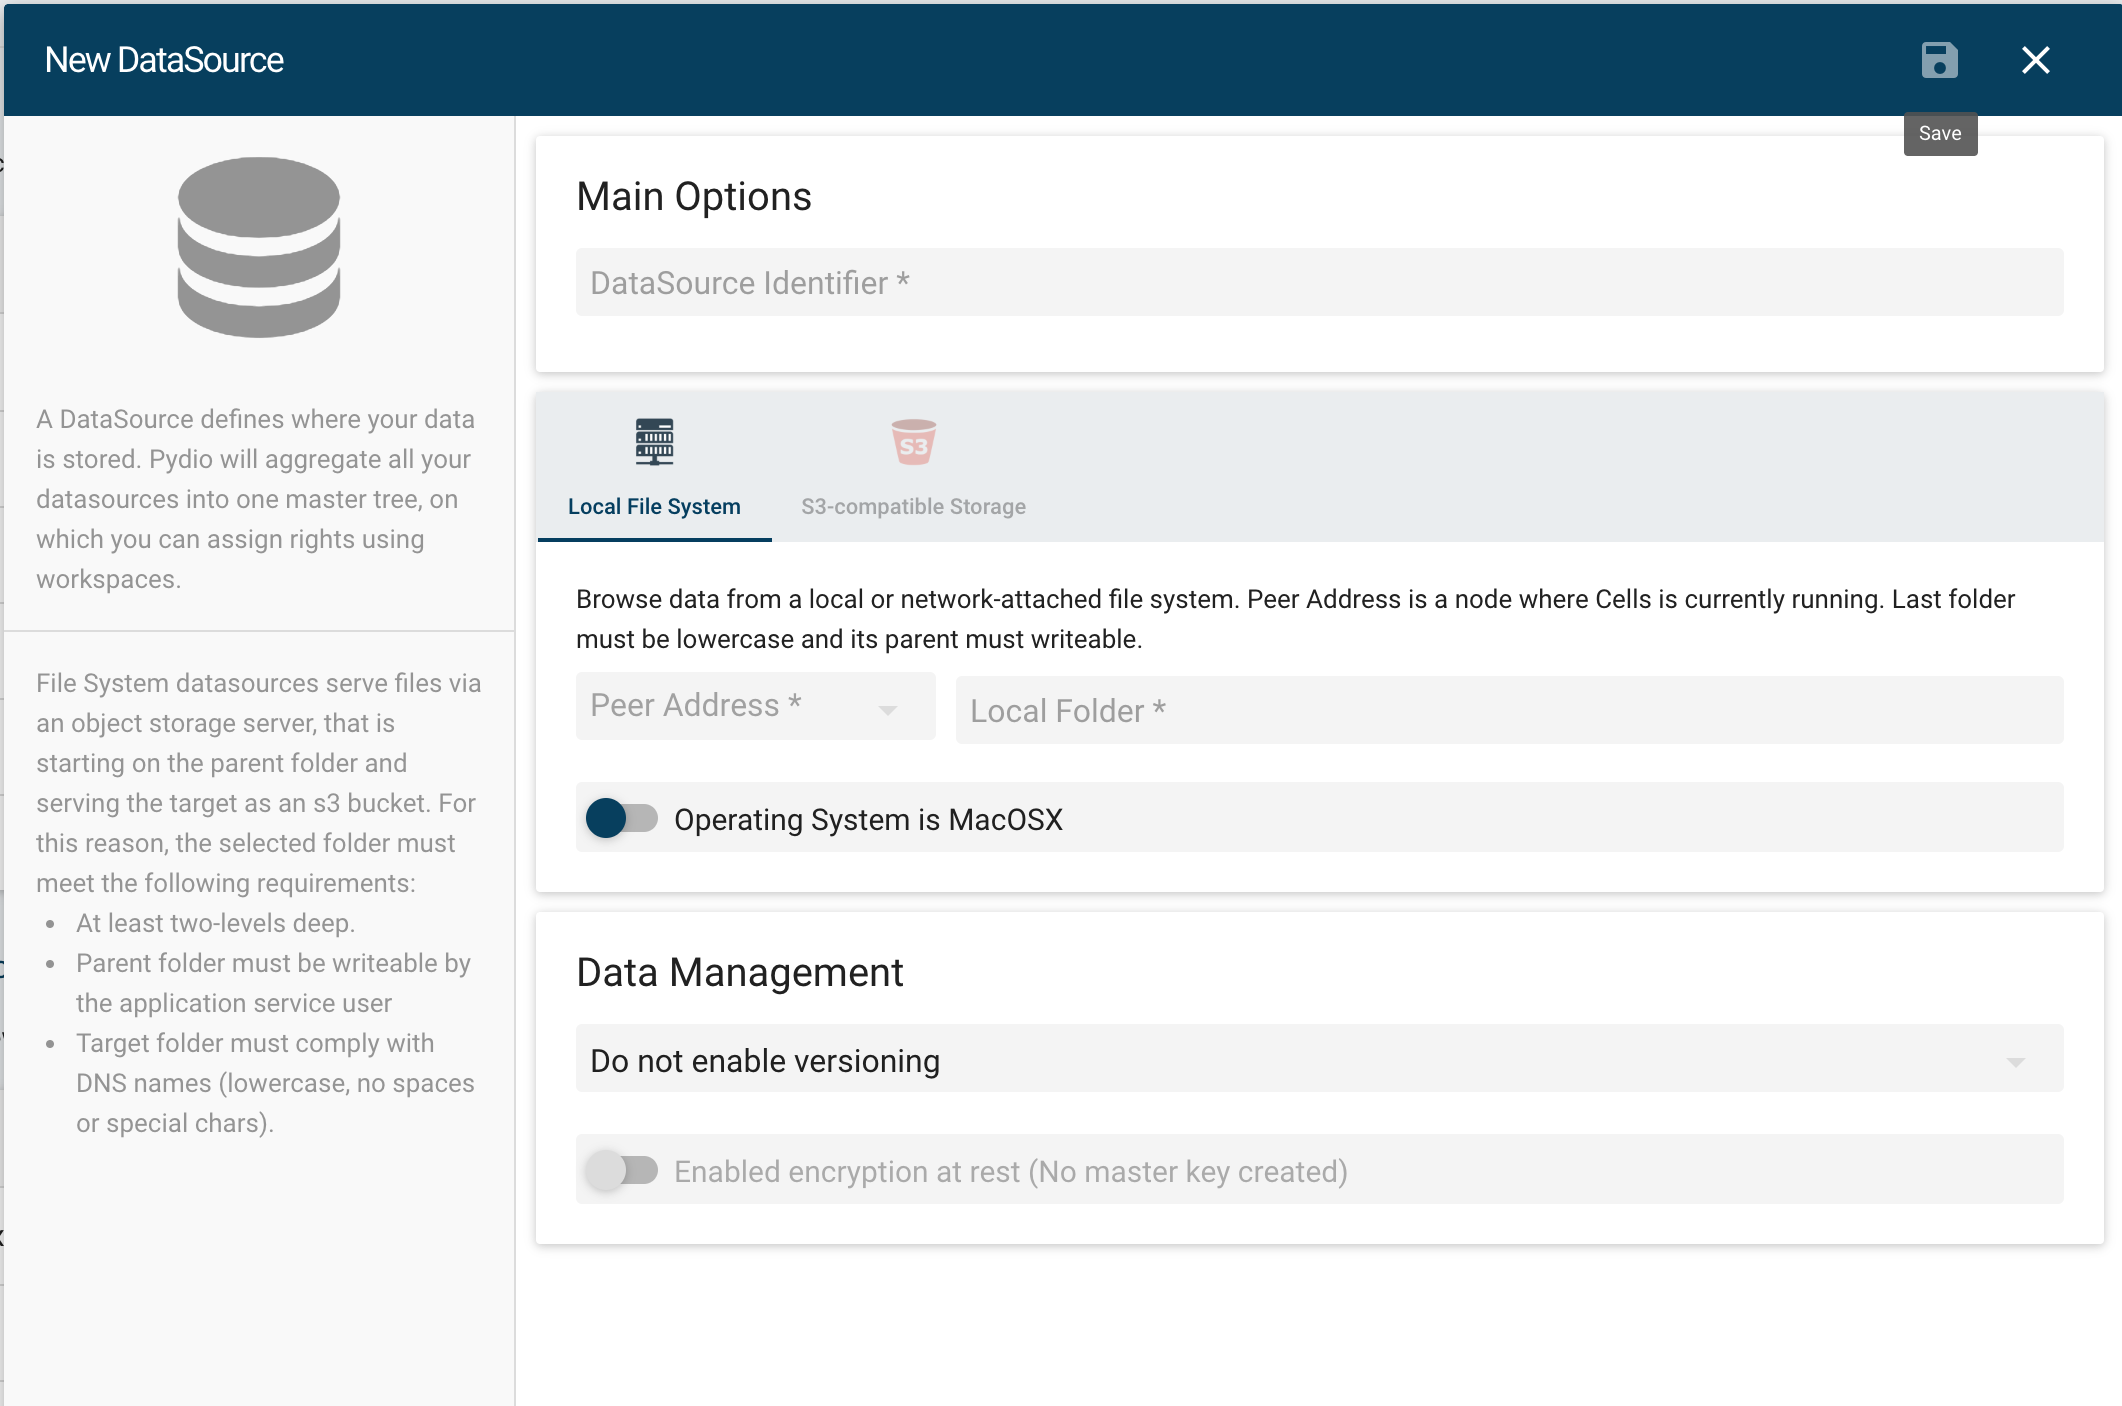 New DataSource
Save
A DataSource defines where your data
is stored. Pydio will aggregate all your
datasources into one master tree, on
which you can assign rights using
workspaces.
File System datasources serve files via
an object storage server, that is
starting on the parent folder and
serving the target as an s3 bucket. For
this reason, the selected folder must
meet the following requirements:
• At least two-levels deep.
• Parent folder must be writeable by
the application service user
• Target folder must comply with
DNS names (lowercase, no spaces
or special chars).
Main Options
DataSource Identifier *
S3
Local File System
S3-compatible Storage
Browse data from a local or network-attached file system. Peer Address is a node where Cells is currently running. Last folder
must be lowercase and its parent must writeable.
Peer Address *
Local Folder *
Operating System is MacOSX
Data Management
Do not enable versioning
Enabled encryption at rest (No master key created)